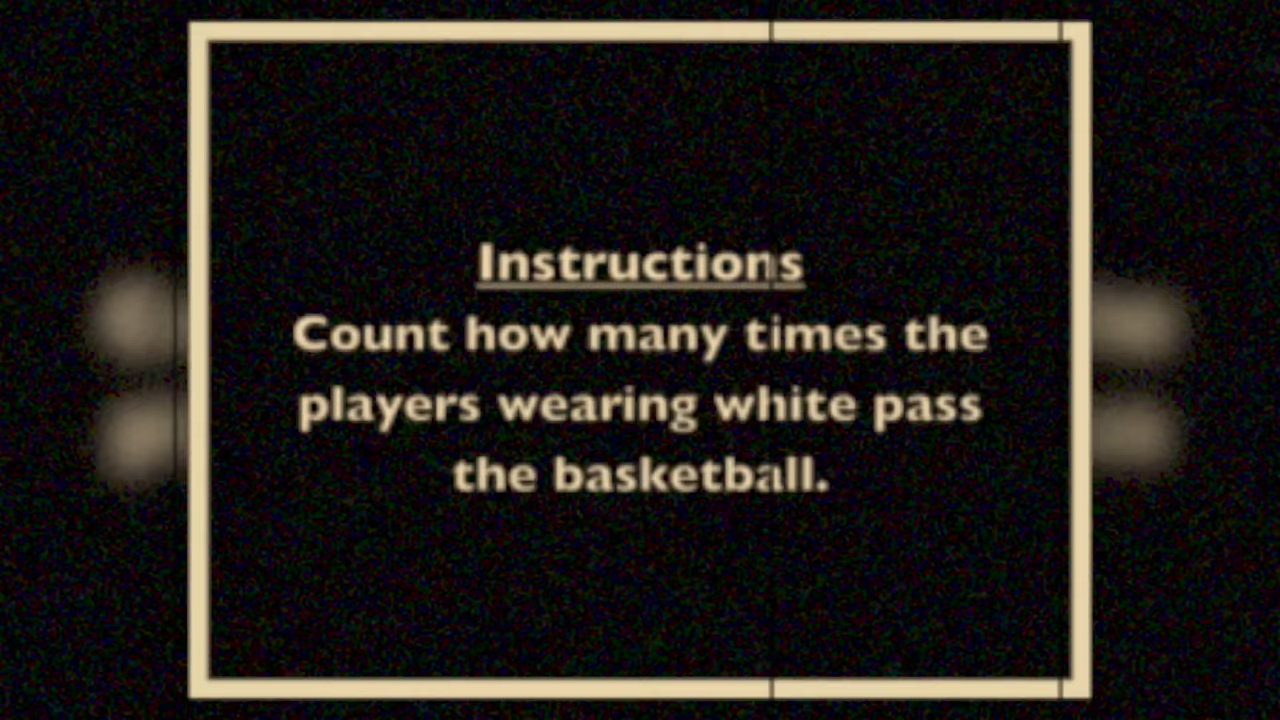 Instructions
Count how many times the
players wearing white pass
the basketball.